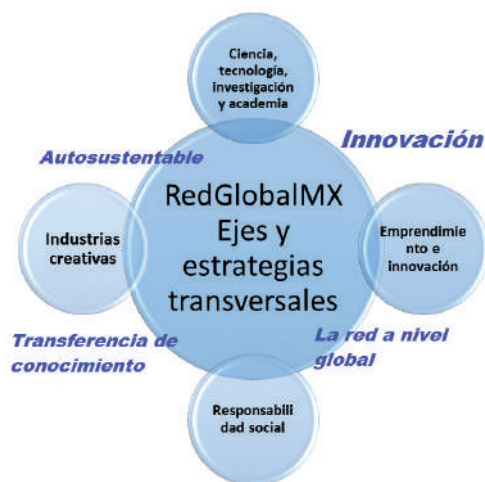 Ciencia,
tecnología,
investigación
y academia
Autosustentable
Innovación
RedGlobalMX
Ejes y
estrategias
transversales
Industrias
creativas
Emprendimie
nto e
innovación
Transferencia de
conocimiento
La red a nivel
global
Responsabili
dad social